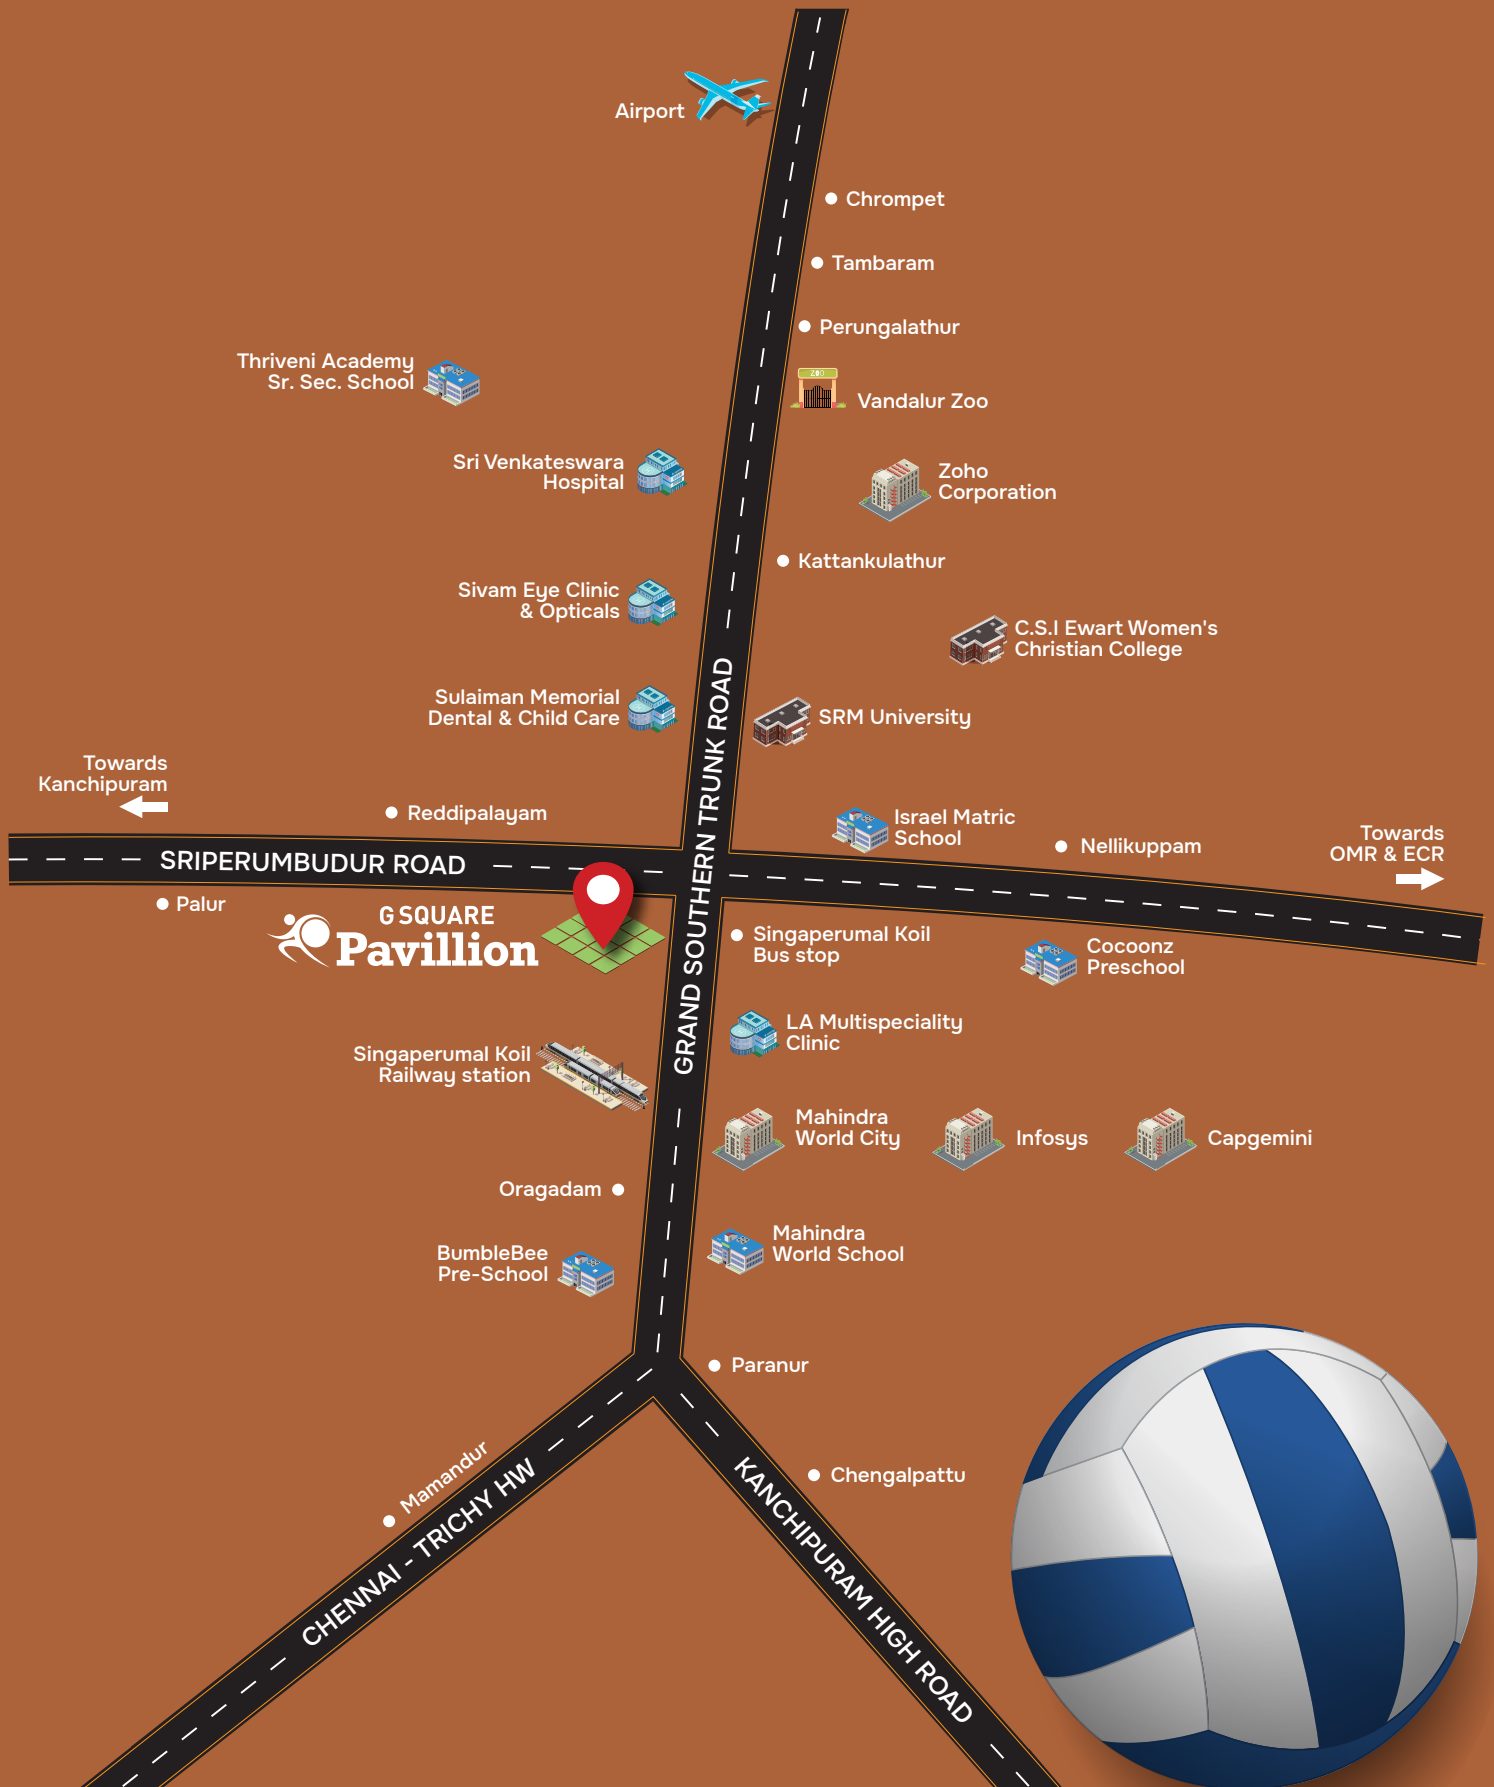 Airport
Chrompet
Tambaram
Perungalathur
Thriveni Academy
Sr. Sec. School
ZOO
Vandalur Zoo
Sri Venkateswara
Hospital
Zoho
Corporation
Kattankulathur
Sivam Eye Clinic
& Opticals
C.S.I Ewart Women's
Christian College
Sulaiman Memorial
Dental & Child Care
SRM University
GRAND SOUTHERN TRUNK ROAD
Towards
Kanchipuram
Reddipalayam
Israel Matric
School
Nellikuppam
Towards
OMR & ECR
SRIPERUMBUDUR ROAD
Palur
G SQUARE
Pavillion
Singaperumal Koil
Bus stop
Cocoonz
Preschool
LA Multispeciality
Clinic
Singaperumal Koil
Railway station
Mahindra
World City
Infosys
Capgemini
Oragadam
Mahindra
World School
BumbleBee
Pre-School
Paranur
Mamandur
CHENNAI - TRICHY HW
Chengalpattu
KANCHIPURAM HIGH ROAD